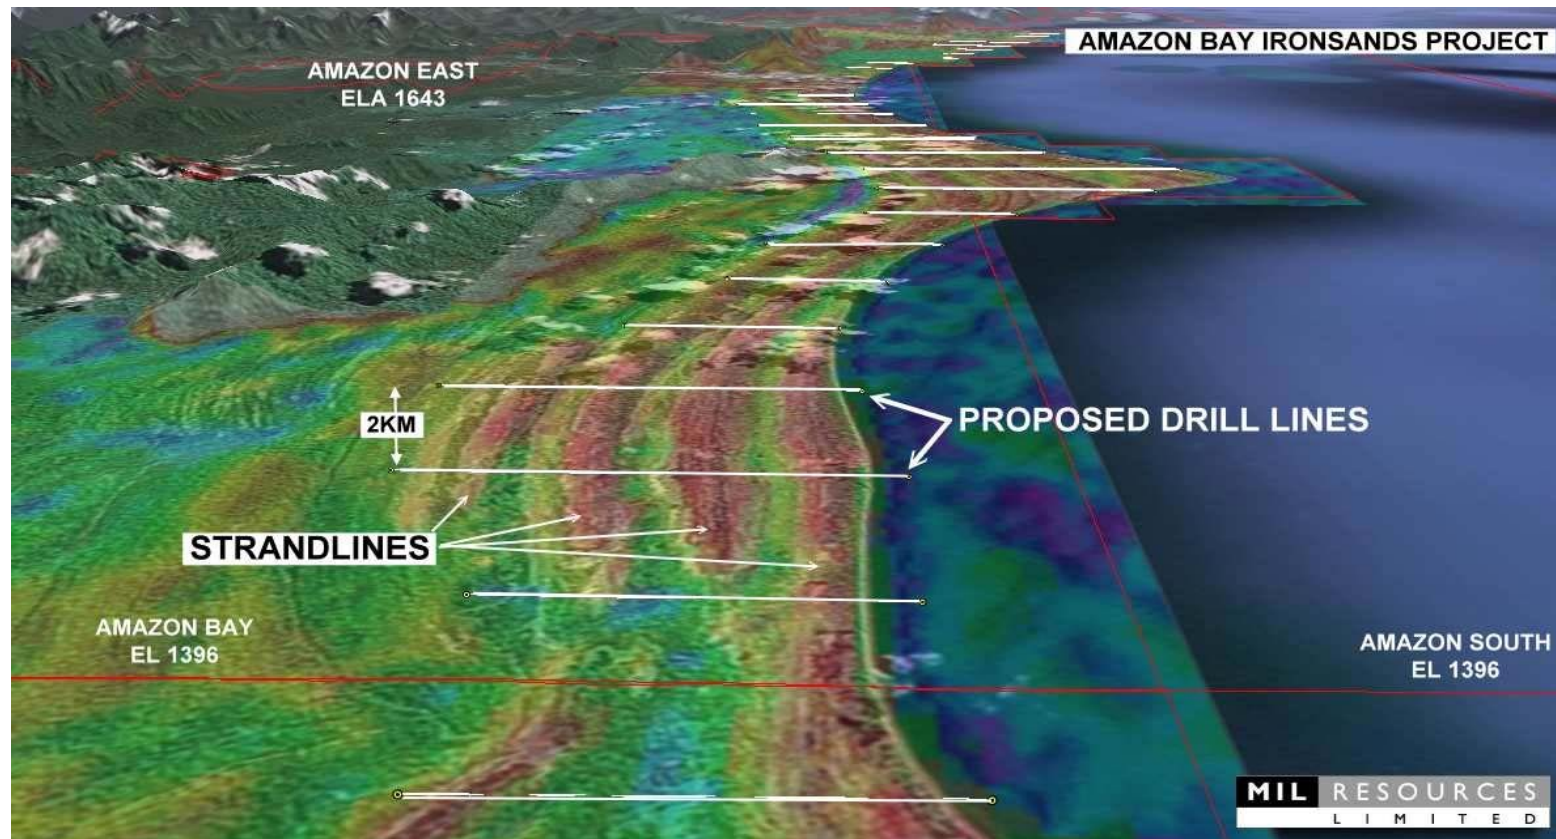 AMAZON BAY IRONSANDS PROJECT
AMAZON EAST
ELA 1643
2KM
PROPOSED DRILL LINES
STRANDLINES
AMAZON BAY
EL 1396
AMAZON SOUTH
EL 1396
MIL RESOURCES
LIMITED